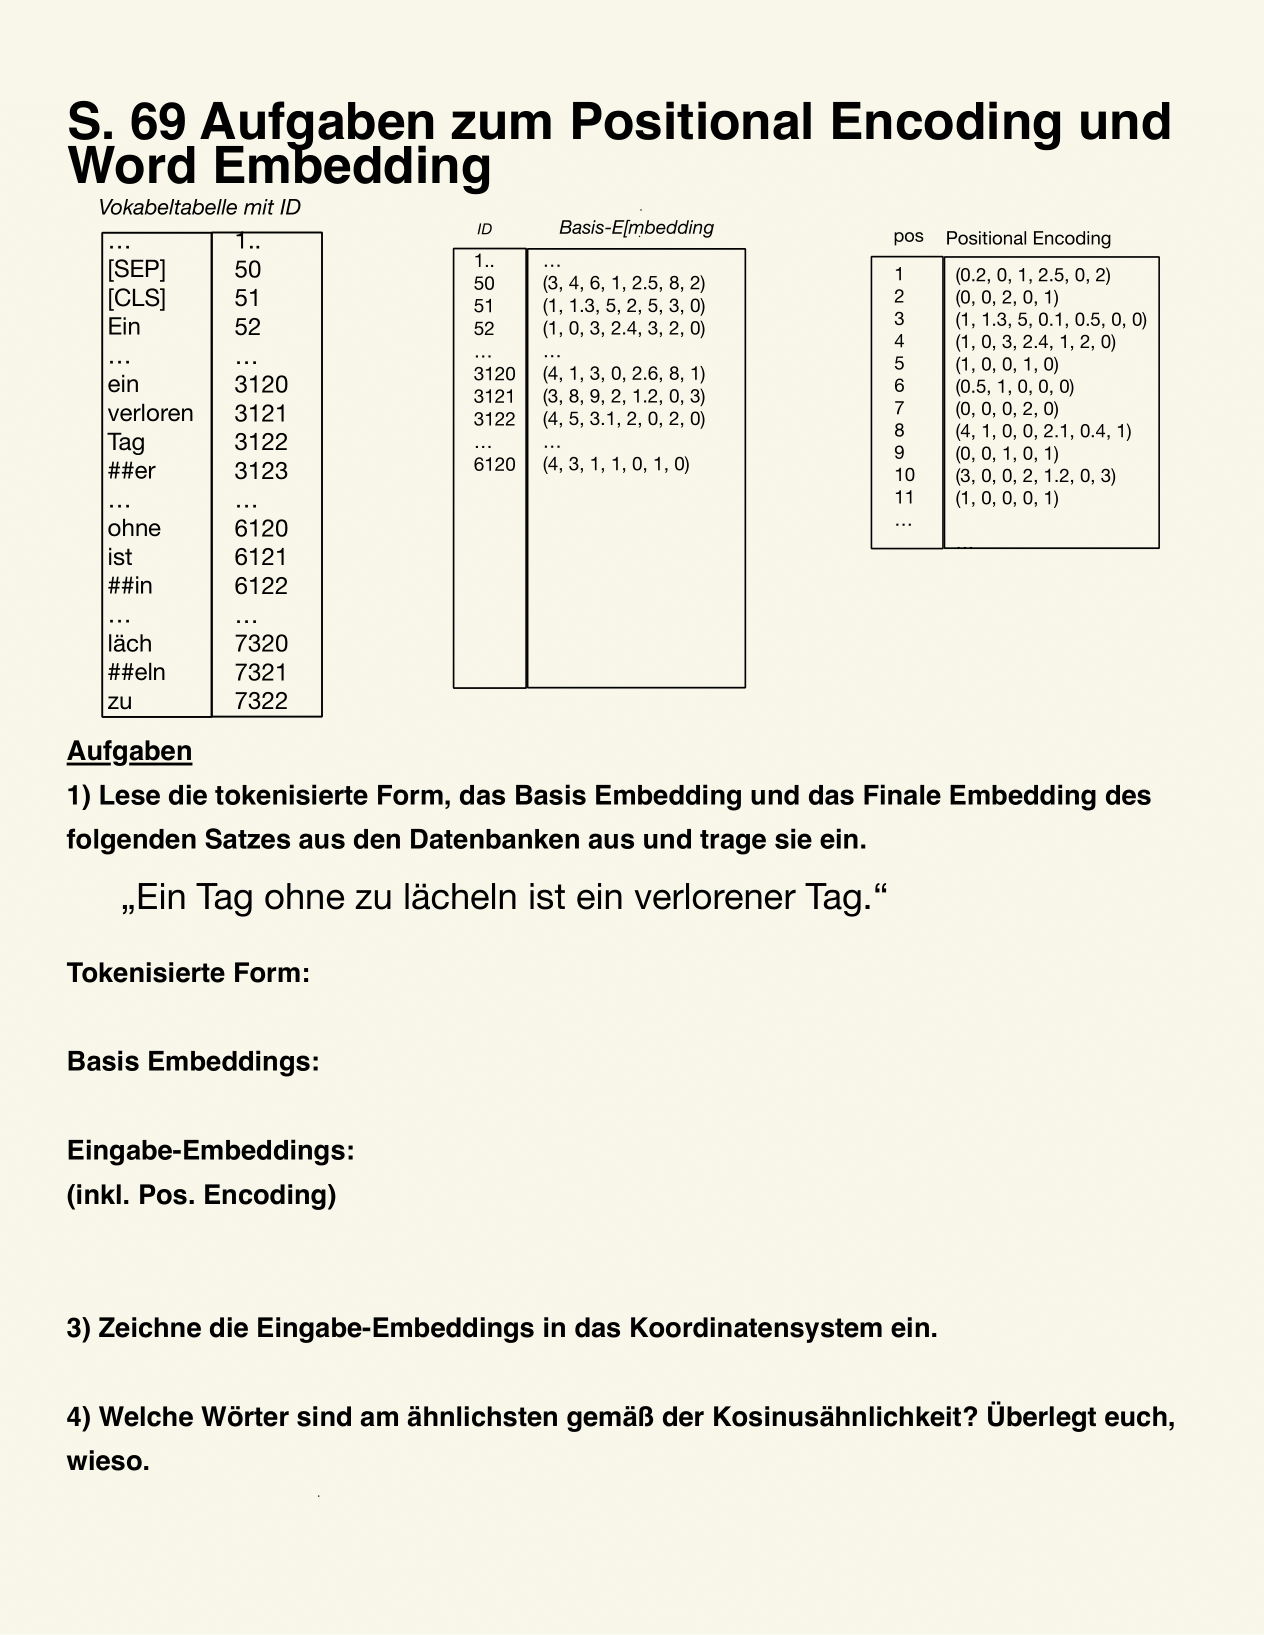 S. 69 Aufgaben zum Positional Encoding und
Word Embedding
Vokabeltabelle mit ID
… 1..
[SEP] 50
[CLS] 51
Ein 52
… …
ein 3120
verloren 3121
Tag 3122
##er 3123
… …
ohne 6120
ist 6121
##in 6122
… …
läch 7320
##eln 7321
zu 7322
ID Basis-E[mbedding
1.. …
50 (3, 4, 6, 1, 2.5, 8, 2)
51 (1, 1.3, 5, 2, 5, 3, 0)
52 (1, 0, 3, 2.4, 3, 2, 0)
… …
3120 (4, 1, 3, 0, 2.6, 8, 1)
3121 (3, 8, 9, 2, 1.2, 0, 3)
3122 (4, 5, 3.1, 2, 0, 2, 0)
… …
6120 (4, 3, 1, 1, 0, 1, 0)
pos Positional Encoding
1 (0.2, 0, 1, 2.5, 0, 2)
2 (0, 0, 2, 0, 1)
3 (1, 1.3, 5, 0.1, 0.5, 0, 0)
4 (1, 0, 3, 2.4, 1, 2, 0)
5 (1, 0, 0, 1, 0)
6 (0.5, 1, 0, 0, 0)
7 (0, 0, 0, 2, 0)
8 (4, 1, 0, 0, 2.1, 0.4, 1)
9 (0, 0, 1, 0, 1)
10 (3, 0, 0, 2, 1.2, 0, 3)
11 (1, 0, 0, 0, 1)
…
…
Aufgaben
1) Lese die tokenisierte Form, das Basis Embedding und das Finale Embedding des
folgenden Satzes aus den Datenbanken aus und trage sie ein.
„Ein Tag ohne zu lächeln ist ein verlorener Tag.“
Tokenisierte Form:
Basis Embeddings:
Eingabe-Embeddings:
(inkl. Pos. Encoding)
3) Zeichne die Eingabe-Embeddings in das Koordinatensystem ein.
4) Welche Wörter sind am ähnlichsten gemäß der Kosinusähnlichkeit? Überlegt euch,
wieso.